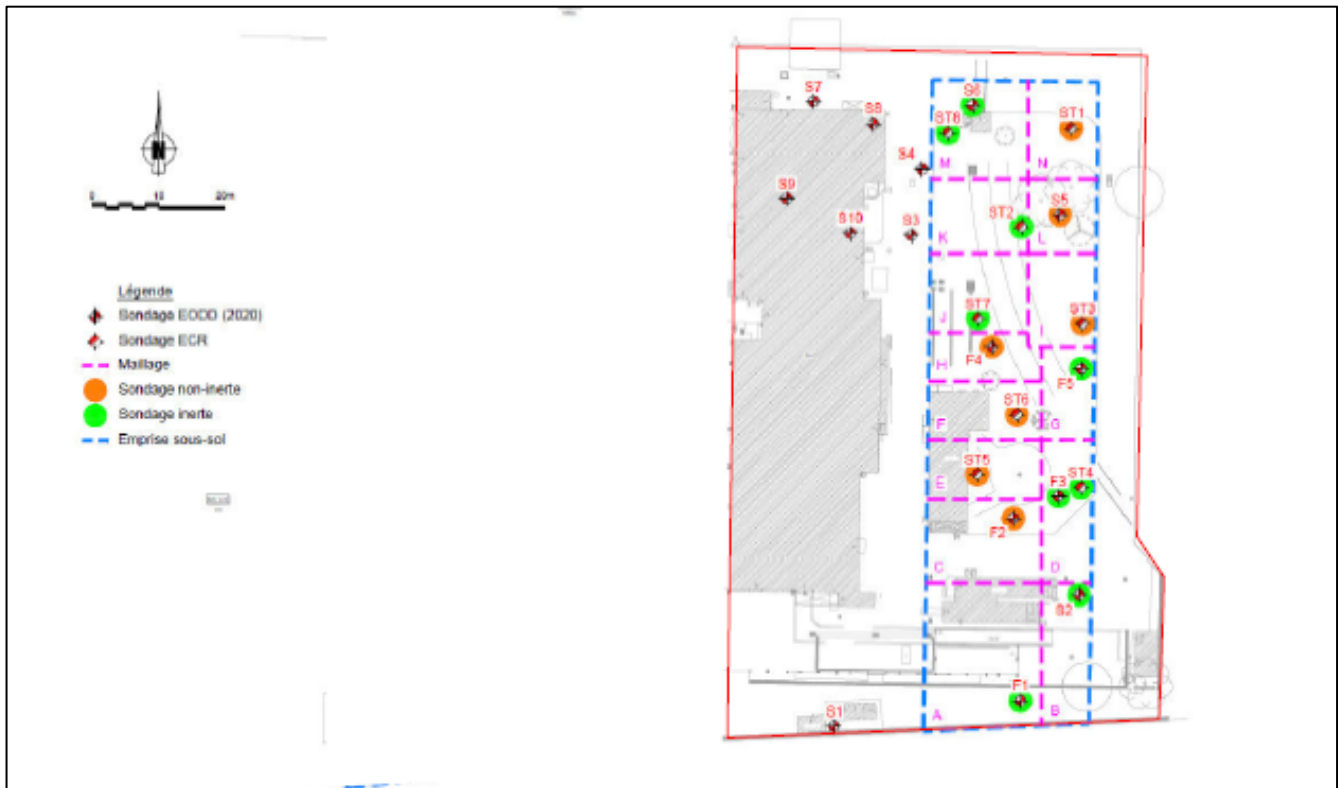 N
0 10 20m
Légende
Sondage EODD (2020)
Sondage ECR
Maillage
Sondage non-inerte
Sondage inerte
Emprise sous-sol
S7
S6
S8
ST8
ST1
S4
M
N
S9
S5
ST2
S10
S3
K
L
ST7
ST3
J
F4
H
F5
ST6
F
G
ST5
ST4
F3
E
F2
C
D
S2
F1
S1
A
B